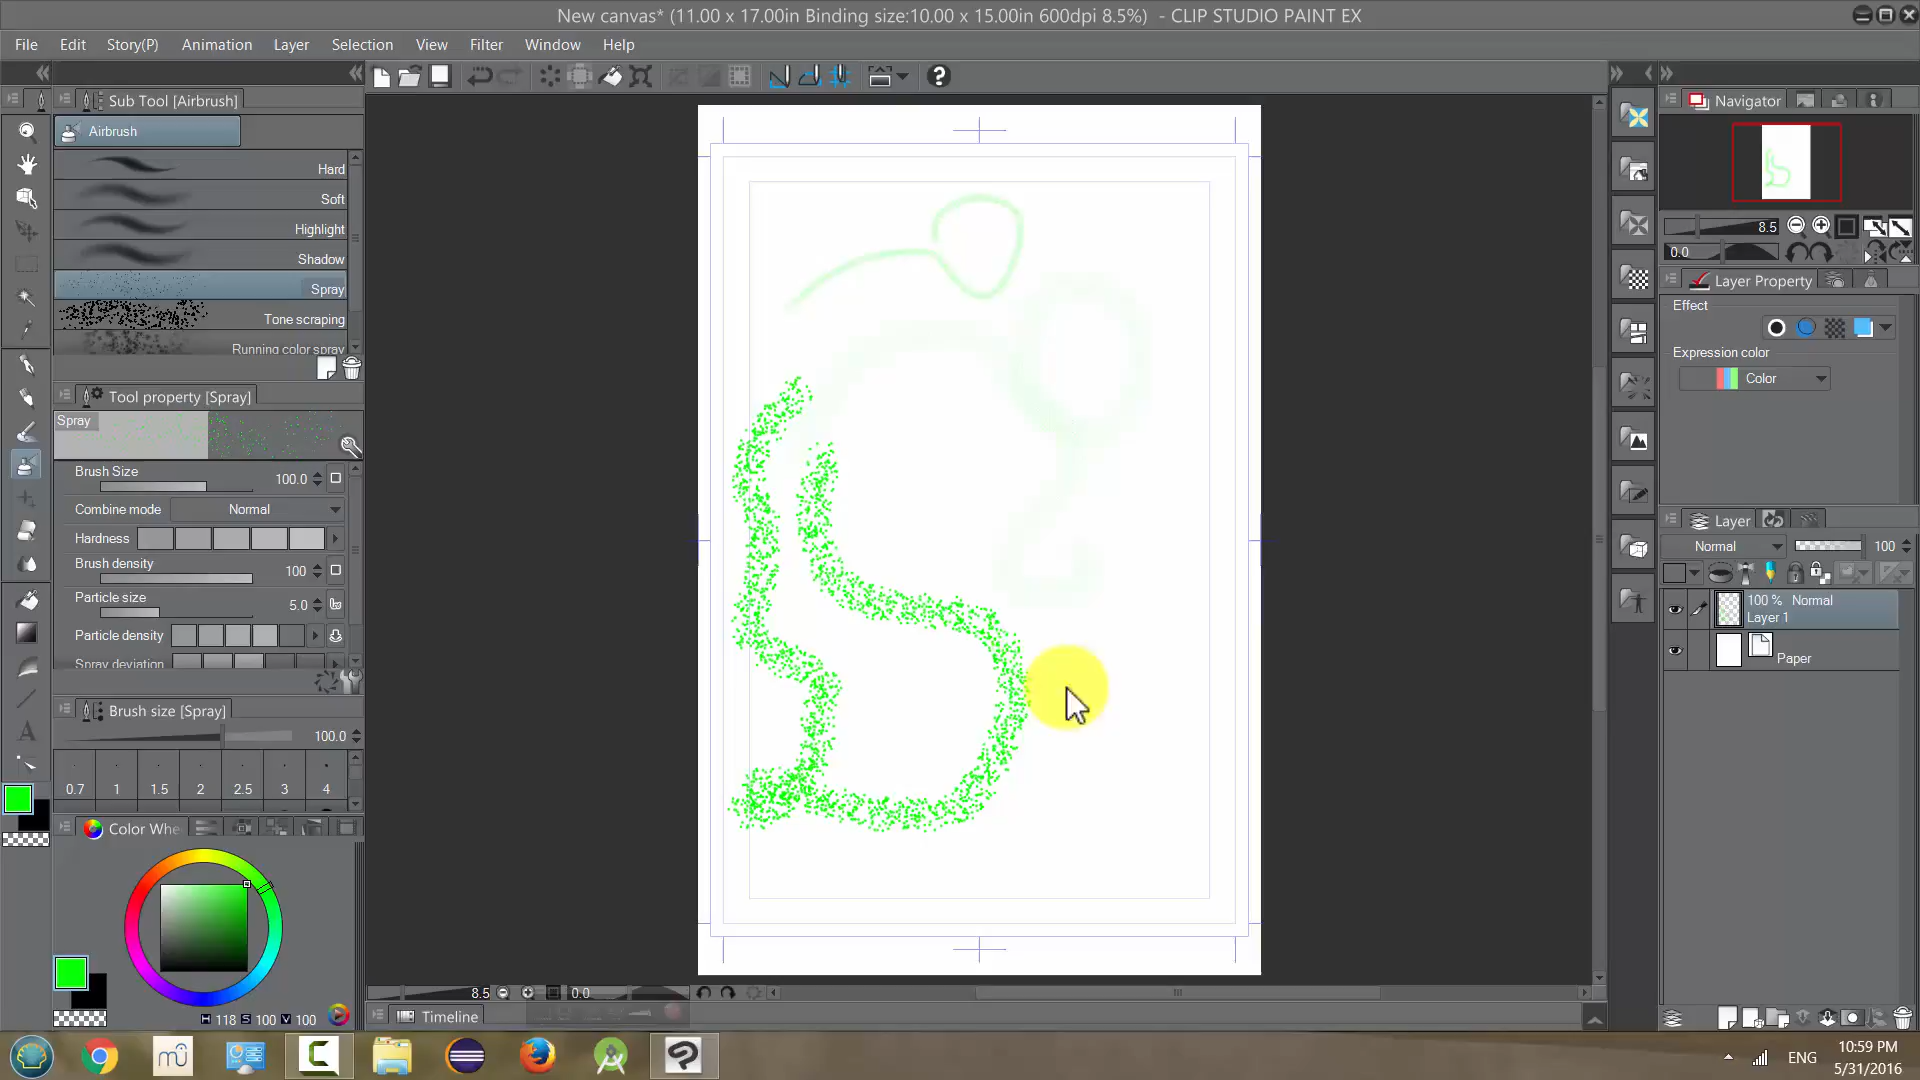 New canvas* (11.00 x 17.00in Binding size:10.00 x 15.00in 600dpi 8.5%) - CLIP STUDIO PAINT EX
File Edit Story(P) Animation Layer Selection View Filter Window Help
Sub Tool [Airbrush]
Airbrush
Hard
Soft
Highlight
Shadow
Spray
Tone scraping
Running color spray
Tool property [Spray]
Spray
Brush Size 100.0
Combine mode Normal
Hardness
Brush density 100
Particle size 5.0
Particle density
Spray deviation
Brush size [Spray]
100.0
0.7 1 1.5 2 2.5 3 4
Color Whe
H 118 S 100 V 100
8.5 0.0
Timeline
Navigator
8.5
0.0
Layer Property
Effect
Expression color
Color
Layer
Normal 100
100 % Normal
Layer 1
Paper
ENG
10:59 PM
5/31/2016